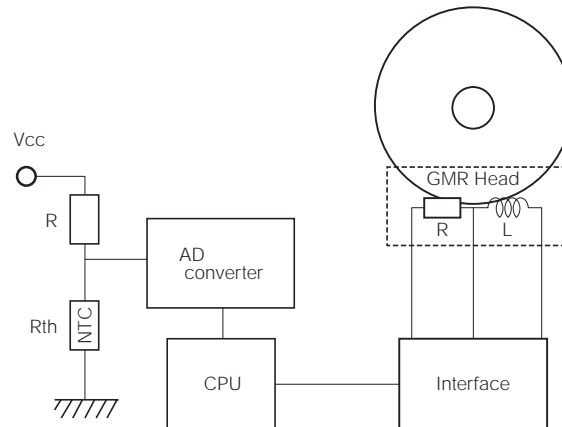 Vcc
GMR Head
R
R
L
AD
converter
Rth
NTC
CPU
Interface